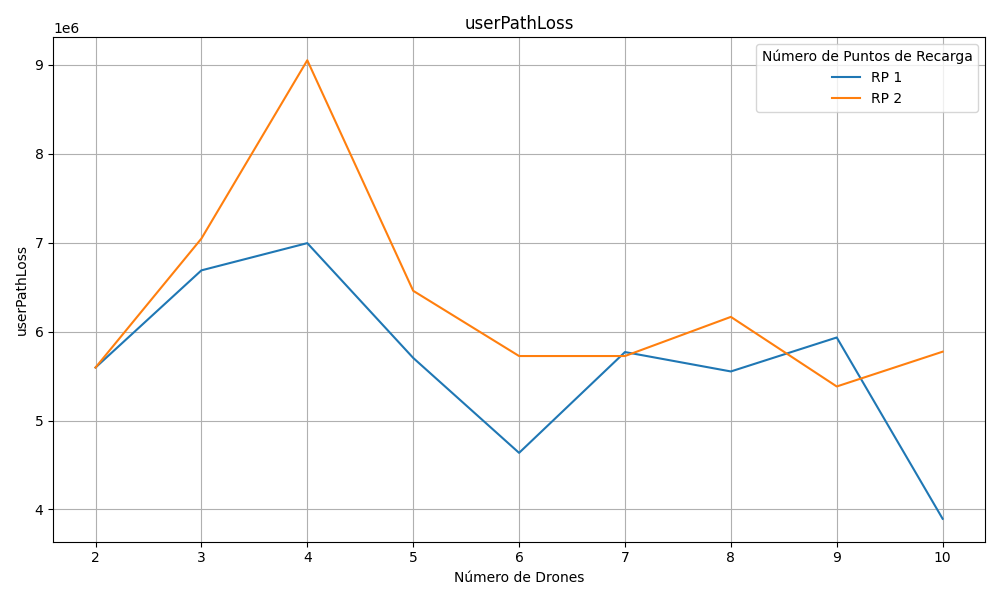 userPathLoss
1e6
Número de Puntos de Recarga
RP 1
RP 2
9
8
7
6
5
4
userPathLoss
2 3 4 5 6 7 8 9 10
Número de Drones